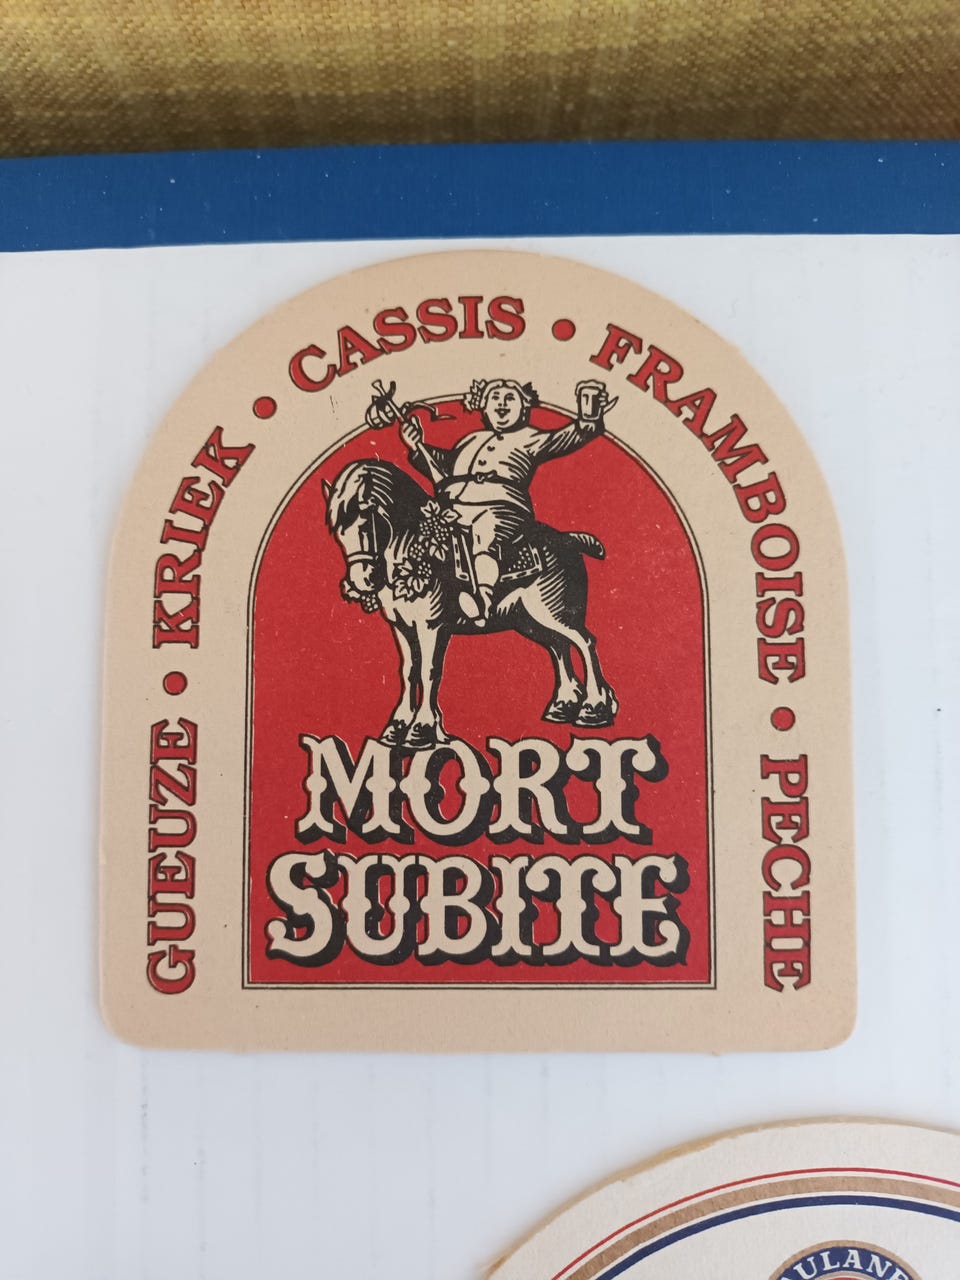 GUEUZE • KRIEK • CASSIS • FRAMBOISE • PECHE
MORT
SUBITE